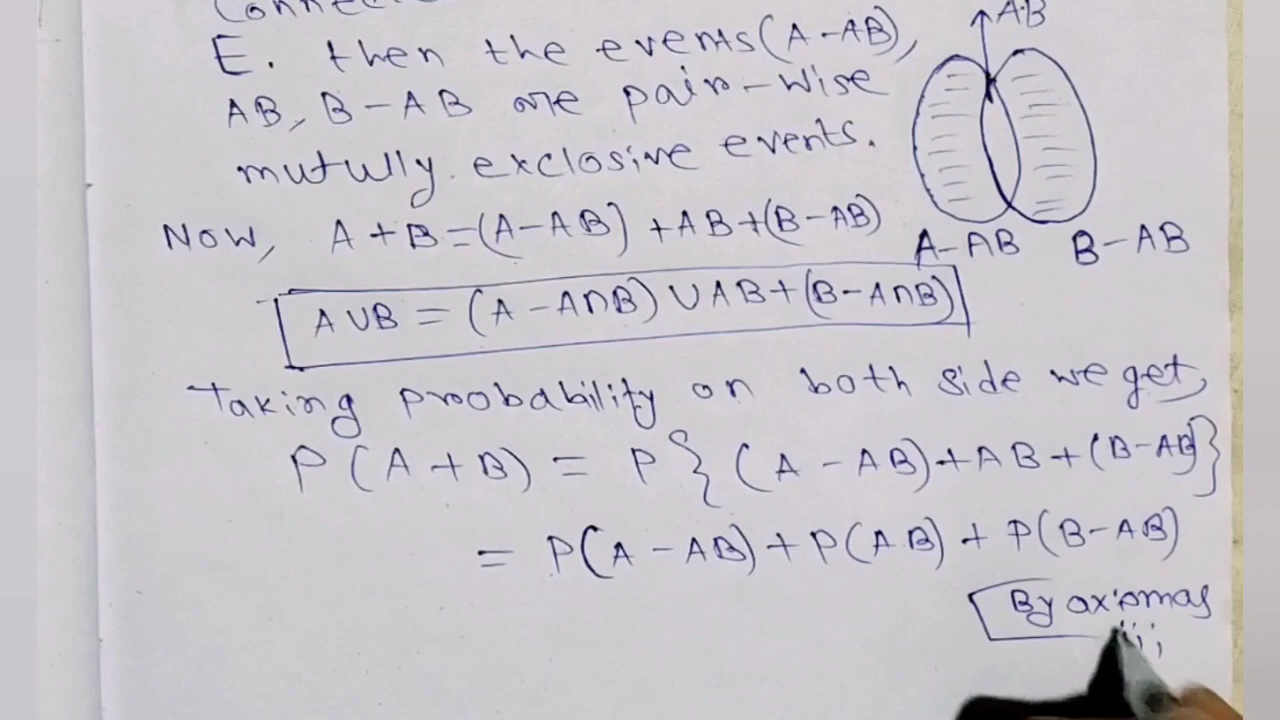 E. then the events (A-AB),
AB, B-AB are pair-wise
mutully exclosive events.
AB
A-AB B-AB
Now, A+B=(A-AB)+AB+(B-AB)
A∪B = (A-A∩B)∪AB+(B-A∩B)
Taking probability on both side we get,
P(A+B) = P{(A-AB)+AB+(B-AB)}
= P(A-AB)+P(AB)+P(B-AB)
By axiomas